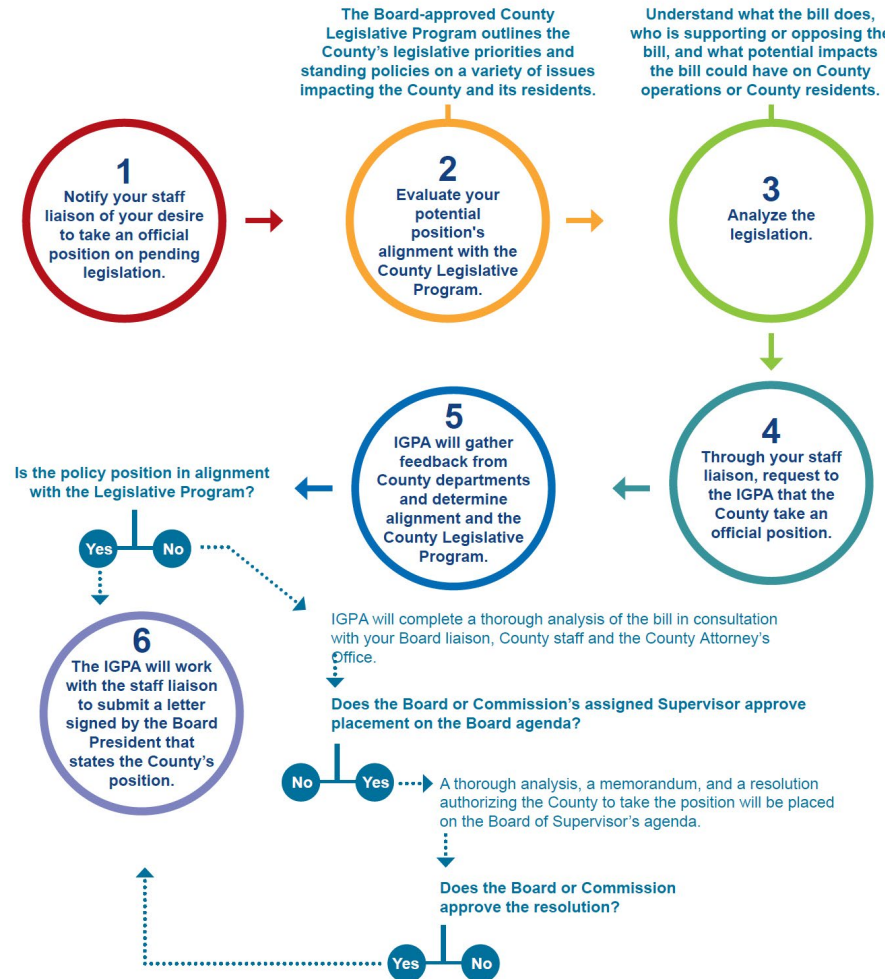 The Board-approved County
Legislative Program outlines the
County's legislative priorities and
standing policies on a variety of issues
impacting the County and its residents.
Understand what the bill does,
who is supporting or opposing the
bill, and what potential impacts
the bill could have on County
operations or County residents.
1
Notify your staff
liaison of your desire
to take an official
position on pending
legislation.
2
Evaluate your
potential
position's
alignment with the
County Legislative
Program.
3
Analyze the
legislation.
4
Through your staff
liaison, request to
the IGPA that the
County take an
official position.
5
IGPA will gather
feedback from
County departments
and determine
alignment and the
County Legislative
Program.
Is the policy position in alignment
with the Legislative Program?
Yes
No
6
The IGPA will work
with the staff liaison
to submit a letter
signed by the Board
President that
states the County's
position.
IGPA will complete a thorough analysis of the bill in consultation
with your Board liaison, County staff and the County Attorney's
Office.
Does the Board or Commission's assigned Supervisor approve
placement on the Board agenda?
No
Yes
A thorough analysis, a memorandum, and a resolution
authorizing the County to take the position will be placed
on the Board of Supervisor's agenda.
Does the Board or Commission
approve the resolution?
Yes
No